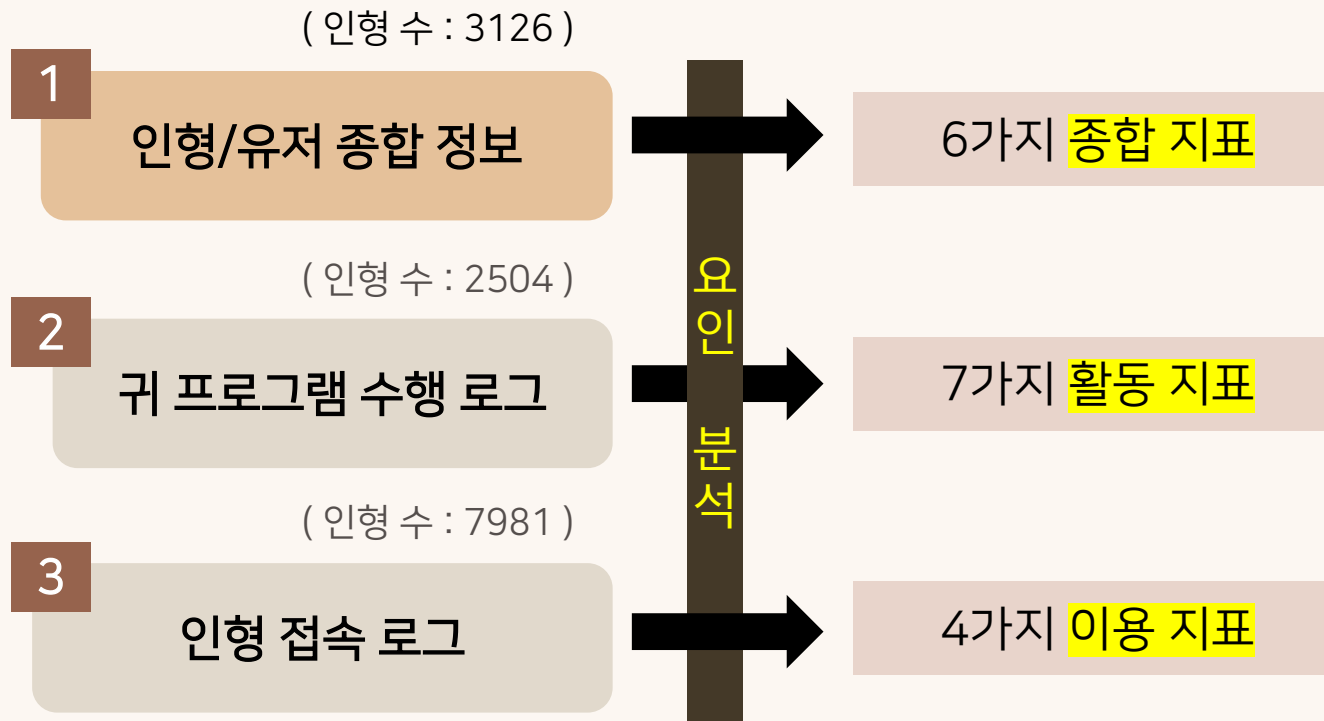 ( 인형 수 : 3126 )
1
인형/유저 종합 정보
6가지 종합 지표
( 인형 수 : 2504 )
2
귀 프로그램 수행 로그
7가지 활동 지표
( 인형 수 : 7981 )
3
인형 접속 로그
4가지 이용 지표
요인 분석